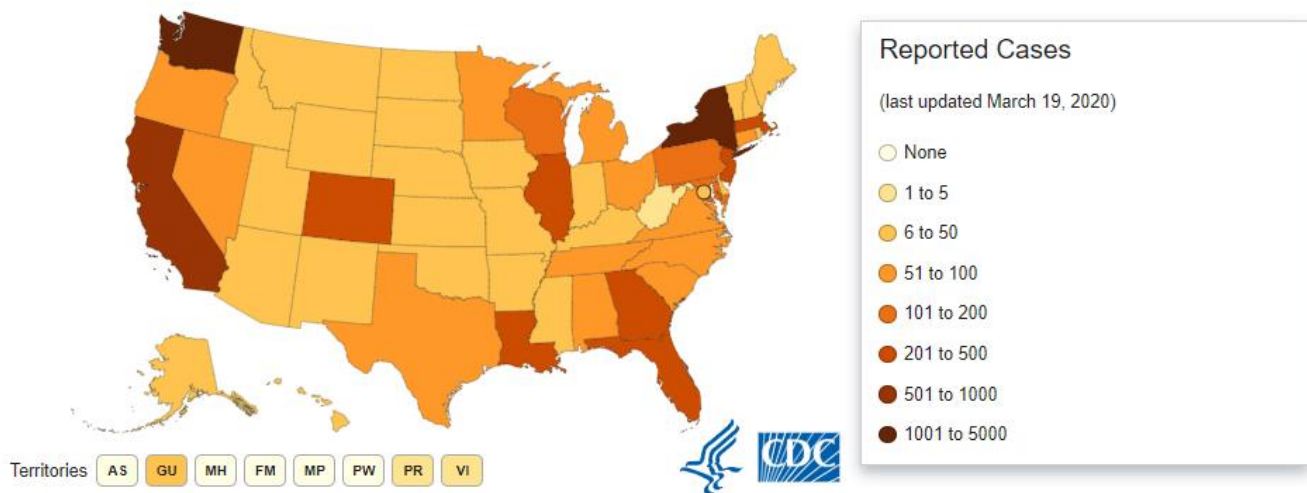 Reported Cases
(last updated March 19, 2020)
None
1 to 5
6 to 50
51 to 100
101 to 200
201 to 500
501 to 1000
1001 to 5000
Territories AS GU MH FM MP PW PR VI
CDC